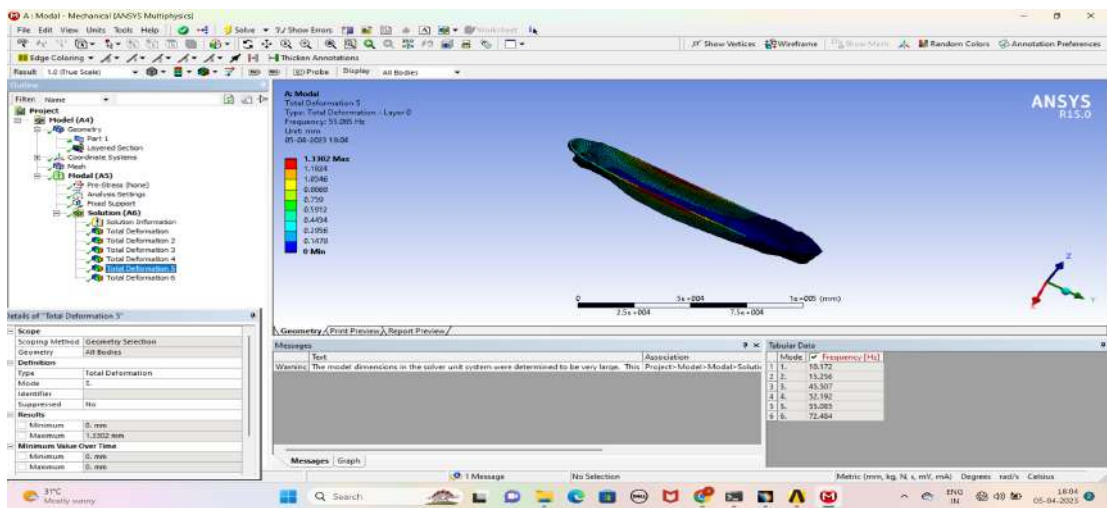 A : Modal - Mechanical [ANSYS Multiphysics]
File Edit View Units Tools Help Solve ?/ Show Errors Worksheet
Show Vertices Wireframe Show Mesh Random Colors Annotation Preferences
Edge Coloring Thicken Annotations
Result 1.0 (True Scale) Probe Display All Bodies
Outline
Filter: Name
Project
Model (A4)
Geometry
Part 1
Layered Section
Coordinate Systems
Mesh
Modal (A5)
Pre-Stress (None)
Analysis Settings
Fixed Support
Solution (A6)
Solution Information
Total Deformation
Total Deformation 2
Total Deformation 3
Total Deformation 4
Total Deformation 5
Total Deformation 6
Details of "Total Deformation 5"
Scope
Scoping Method Geometry Selection
Geometry All Bodies
Definition
Type Total Deformation
Mode 5.
Identifier
Suppressed No
Results
Minimum 0. mm
Maximum 1.3302 mm
Minimum Value Over Time
Minimum 0. mm
Maximum 0. mm
A: Modal
Total Deformation 5
Type: Total Deformation - Layer 0
Frequency: 55.085 Hz
Unit: mm
05-04-2023 18:04
1.3302 Max
1.1824
1.0346
0.8868
0.739
0.5912
0.4434
0.2956
0.1478
0 Min
ANSYS
R15.0
0 5e+004 1e+005 (mm)
2.5e+004 7.5e+004
Z
Y
Geometry Print Preview Report Preview
Messages
Text Association
Warning The model dimensions in the solver unit system were determined to be very large. This Project>Model>Modal>Soluti
Messages Graph
Tabular Data
Mode Frequency [Hz]
1 1. 10.172
2 2. 15.256
3 3. 45.507
4 4. 52.192
5 5. 55.085
6 6. 72.484
1 Message No Selection Metric (mm, kg, N, s, mV, mA) Degrees rad/s Celsius
31°C
Mostly sunny
Search
ENG
IN
18:04
05-04-2023